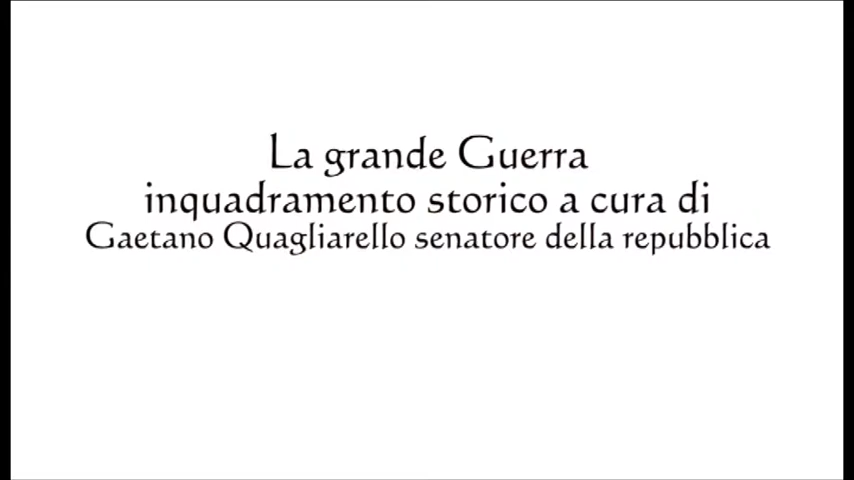 La grande Guerra
inquadramento storico a cura di
Gaetano Quagliarello senatore della repubblica